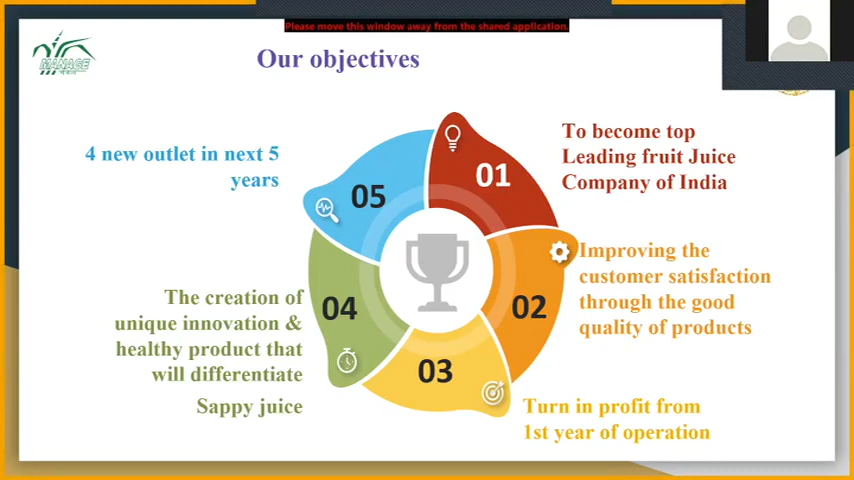 Please move this window away from the shared application.
MANAGE
Our objectives
01
To become top
Leading fruit Juice
Company of India
02
Improving the
customer satisfaction
through the good
quality of products
03
Turn in profit from
1st year of operation
04
The creation of
unique innovation &
healthy product that
will differentiate
Sappy juice
05
4 new outlet in next 5
years